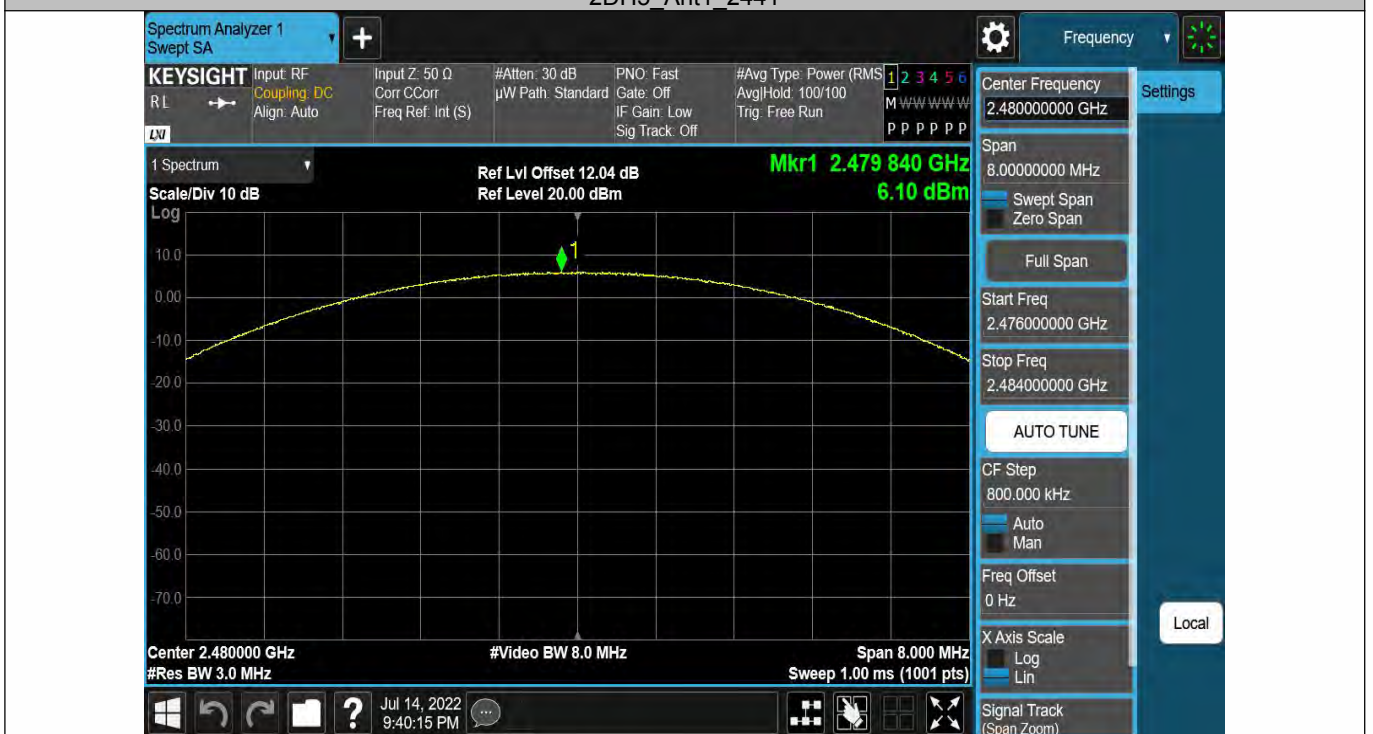 2DH5_Ant1_2441
Spectrum Analyzer 1
Swept SA
+
Frequency
KEYSIGHT
RL
LXI
Input: RF
Coupling: DC
Align: Auto
Input Z: 50 Ω
Corr CCorr
Freq Ref: Int (S)
#Atten: 30 dB
µW Path: Standard
PNO: Fast
Gate: Off
IF Gain: Low
Sig Track: Off
#Avg Type: Power (RMS
Avg|Hold: 100/100
Trig: Free Run
1 2 3 4 5 6
M W W W W W
P P P P P P
1 Spectrum
Scale/Div 10 dB
Log
Ref Lvl Offset 12.04 dB
Ref Level 20.00 dBm
Mkr1 2.479 840 GHz
6.10 dBm
1
10.0
0.00
-10.0
-20.0
-30.0
-40.0
-50.0
-60.0
-70.0
Center 2.480000 GHz
#Res BW 3.0 MHz
#Video BW 8.0 MHz
Span 8.000 MHz
Sweep 1.00 ms (1001 pts)
Center Frequency
2.480000000 GHz
Settings
Span
8.00000000 MHz
Swept Span
Zero Span
Full Span
Start Freq
2.476000000 GHz
Stop Freq
2.484000000 GHz
AUTO TUNE
CF Step
800.000 kHz
Auto
Man
Freq Offset
0 Hz
X Axis Scale
Log
Lin
Local
Signal Track
(Span Zoom)
?
Jul 14, 2022
9:40:15 PM